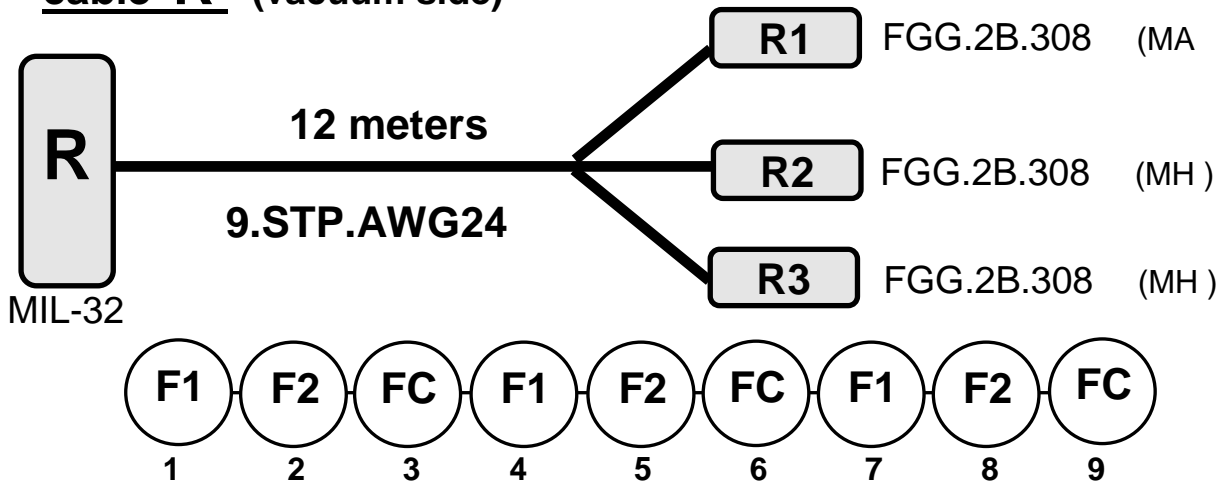 (vacuum side)
R1 FGG.2B.308 (MA
12 meters
R
R2 FGG.2B.308 (MH )
9.STP.AWG24
R3 FGG.2B.308 (MH )
MIL-32
F1 F2 FC F1 F2 FC F1 F2 FC
1 2 3 4 5 6 7 8 9